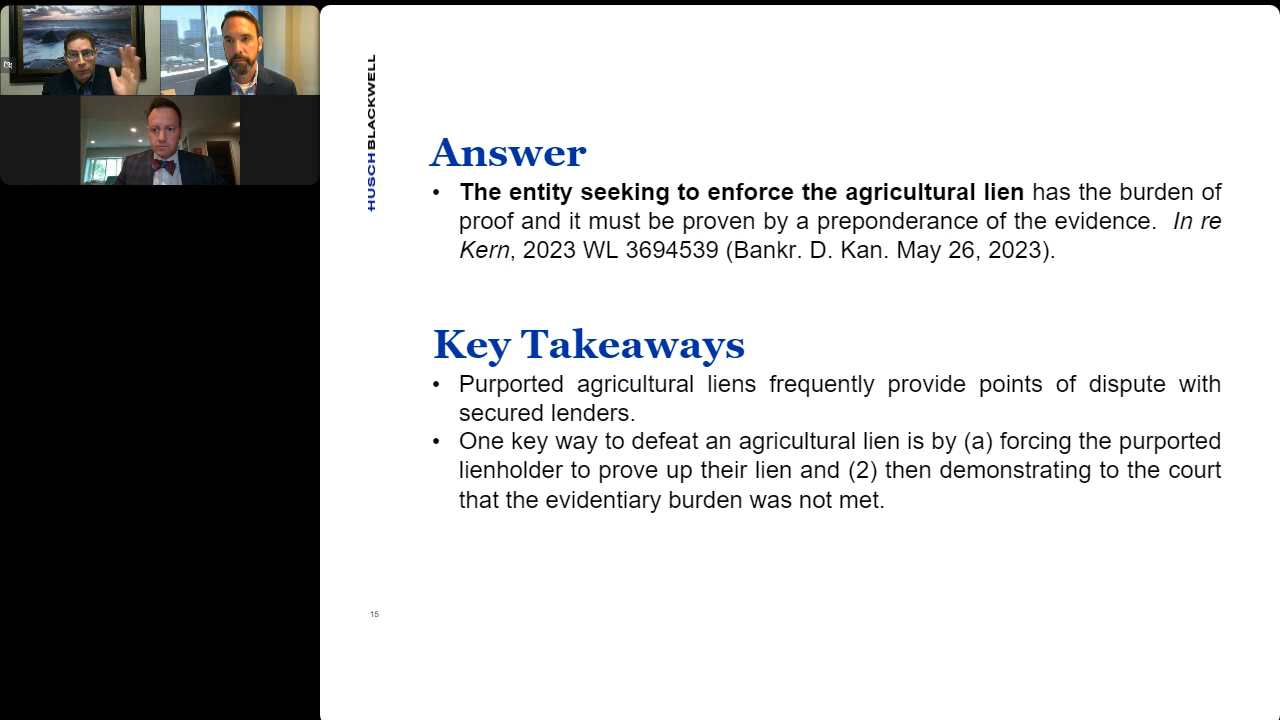 HUSCHBLACKWELL
Answer
• The entity seeking to enforce the agricultural lien has the burden of
proof and it must be proven by a preponderance of the evidence. In re
Kern, 2023 WL 3694539 (Bankr. D. Kan. May 26, 2023).
Key Takeaways
• Purported agricultural liens frequently provide points of dispute with
secured lenders.
• One key way to defeat an agricultural lien is by (a) forcing the purported
lienholder to prove up their lien and (2) then demonstrating to the court
that the evidentiary burden was not met.
15